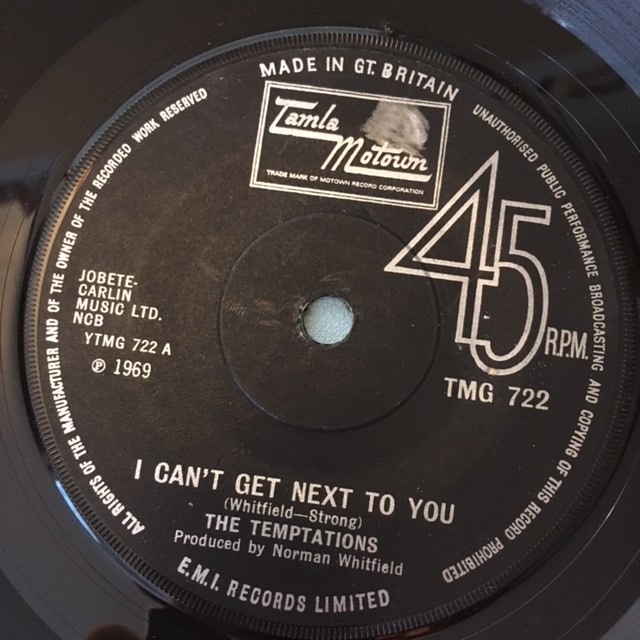 MADE IN GT. BRITAIN
Tamla
Motown
TRADE MARK OF MOTOWN RECORD CORPORATION
45
R.P.M.
TMG 722
JOBETE-
CARLIN
MUSIC LTD.
NCB
YTMG 722 A
℗ 1969
I CAN'T GET NEXT TO YOU
(Whitfield—Strong)
THE TEMPTATIONS
Produced by Norman Whitfield
E.M.I. RECORDS LIMITED
ALL RIGHTS OF THE MANUFACTURER AND OF THE OWNER OF THE RECORDED WORK RESERVED
UNAUTHORISED PUBLIC PERFORMANCE BROADCASTING AND COPYING OF THIS RECORD PROHIBITED